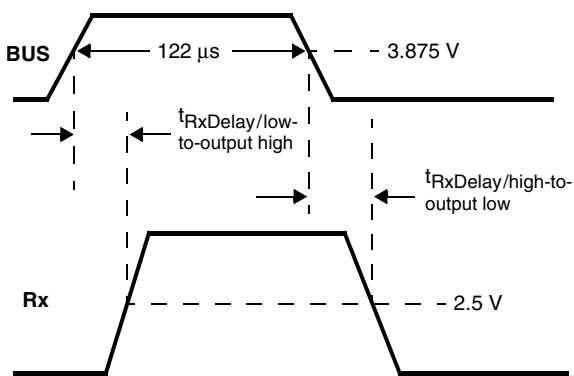 BUS
122 µs
3.875 V
tRxDelay/low-
to-output high
tRxDelay/high-to-
output low
Rx
2.5 V